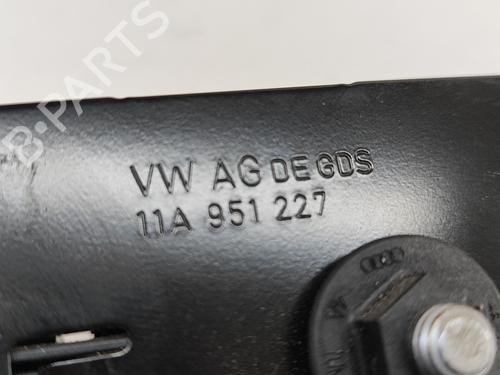 VW AG DE GDS
11A 951 227
B-PARTS